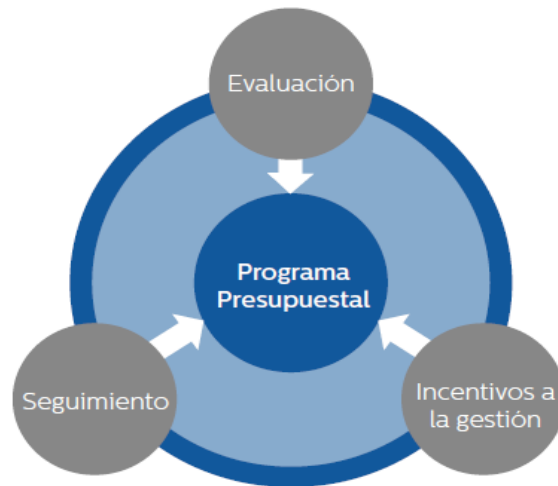 Evaluación
Programa
Presupuestal
Seguimiento
Incentivos a
la gestión